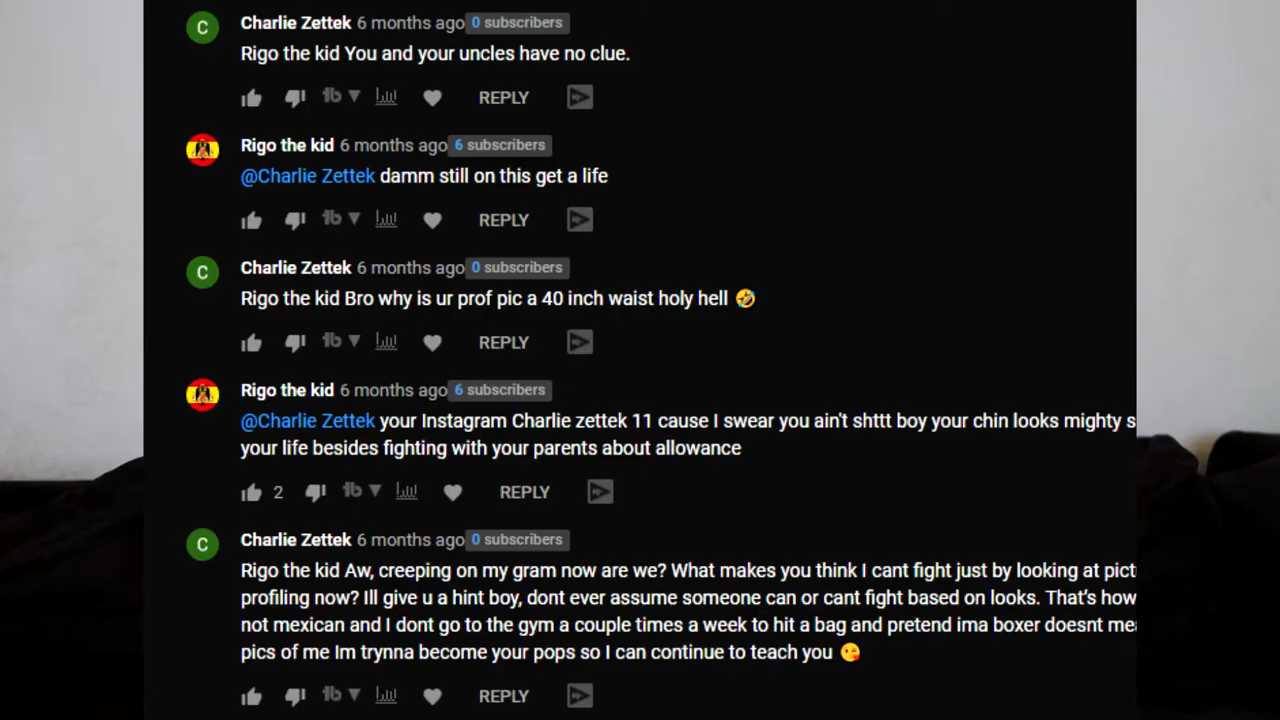 Charlie Zettek 6 months ago 0 subscribers
Rigo the kid You and your uncles have no clue.
REPLY
Rigo the kid 6 months ago 6 subscribers
@Charlie Zettek damm still on this get a life
REPLY
C
Charlie Zettek 6 months ago 0 subscribers
Rigo the kid Bro why is ur prof pic a 40 inch waist holy hell 🤣
REPLY
Rigo the kid 6 months ago 6 subscribers
@Charlie Zettek your Instagram Charlie zettek 11 cause I swear you ain't shttt boy your chin looks mighty s
your life besides fighting with your parents about allowance
2 REPLY
C
Charlie Zettek 6 months ago 0 subscribers
Rigo the kid Aw, creeping on my gram now are we? What makes you think I cant fight just by looking at pict
profiling now? Ill give u a hint boy, dont ever assume someone can or cant fight based on looks. That's how
not mexican and I dont go to the gym a couple times a week to hit a bag and pretend ima boxer doesnt mea
pics of me Im trynna become your pops so I can continue to teach you 😘
REPLY